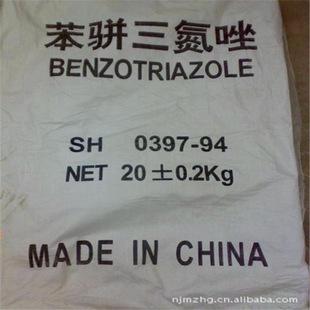 苯骈三氮唑
BENZOTRIAZOLE
SH 0397-94
NET 20±0.2Kg
MADE IN CHINA
njmzhg.cn.alibaba.com